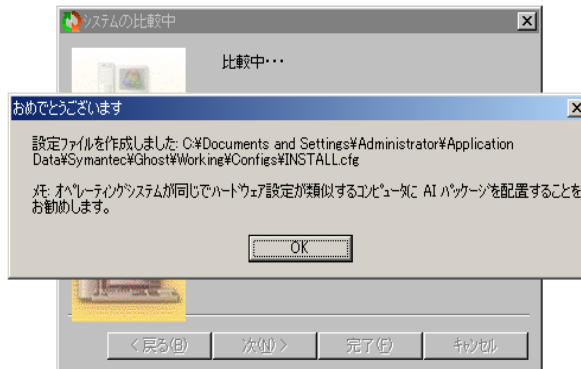 システムの比較中
比較中･･･
おめでとうございます
設定ファイルを作成しました: C:¥Documents and Settings¥Administrator¥Application
Data¥Symantec¥Ghost¥Working¥Configs¥INSTALL.cfg
メモ: オペレーティングシステムが同じでハードウェア設定が類似するコンピュータに AI パッケージを配置することを
お勧めします。
OK
< 戻る(B)
次(N) >
完了(F)
キャンセル